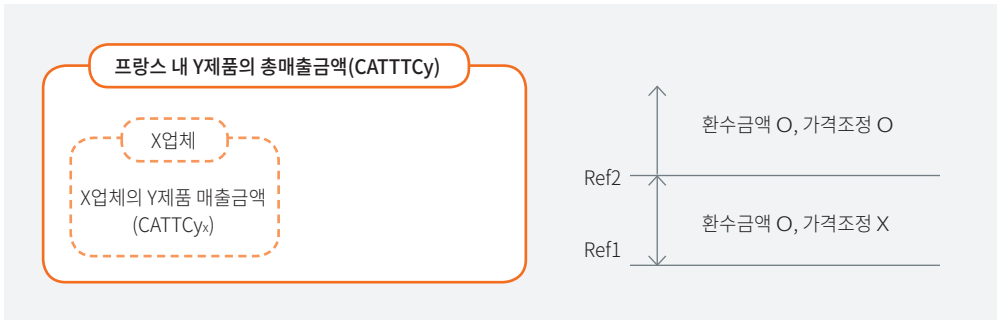 프랑스 내 Y제품의 총매출금액(CATTTCy)
X업체
X업체의 Y제품 매출금액
(CATTCyx)
환수금액 O, 가격조정 O
Ref2
환수금액 O, 가격조정 X
Ref1